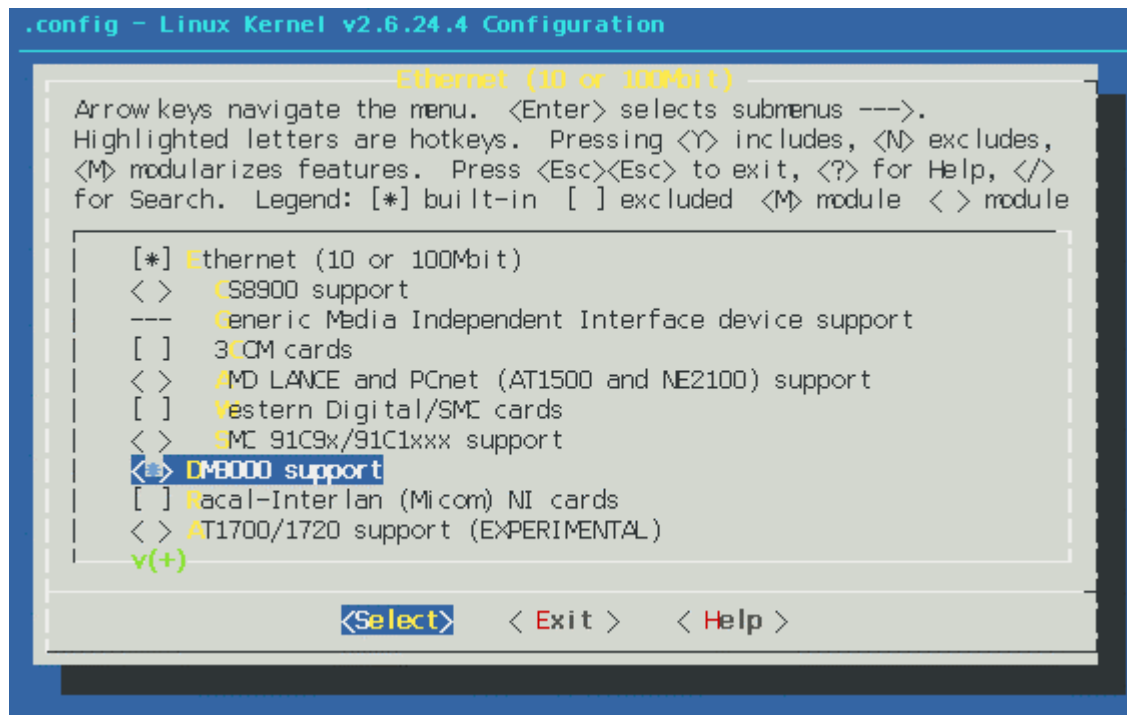 .config - Linux Kernel v2.6.24.4 Configuration
Ethernet (10 or 100Mbit)
Arrow keys navigate the menu. <Enter> selects submenus --->.
Highlighted letters are hotkeys. Pressing <Y> includes, <N> excludes,
<M> modularizes features. Press <Esc><Esc> to exit, <?> for Help, </>
for Search. Legend: [*] built-in [ ] excluded <M> module < > module
[*] Ethernet (10 or 100Mbit)
< > CS8900 support
--- Generic Media Independent Interface device support
[ ] 3CCM cards
< > AMD LANCE and PCnet (AT1500 and NE2100) support
[ ] Western Digital/SMC cards
< > SMC 91C9x/91C1xxx support
<*> DM9000 support
[ ] Racal-Interlan (Micom) NI cards
< > AT1700/1720 support (EXPERIMENTAL)
v(+)
<Select> < Exit > < Help >